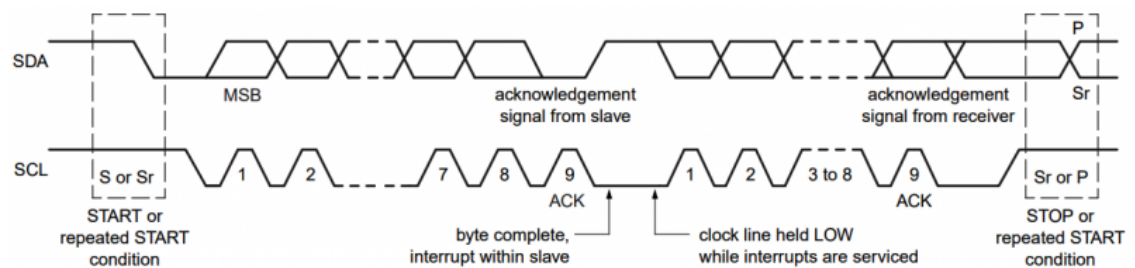 P
SDA
MSB
acknowledgement
signal from slave
acknowledgement
signal from receiver
Sr
SCL
S or Sr
1
2
7
8
9
1
2
3 to 8
9
Sr or P
ACK
ACK
START or
repeated START
condition
byte complete,
interrupt within slave
clock line held LOW
while interrupts are serviced
STOP or
repeated START
condition